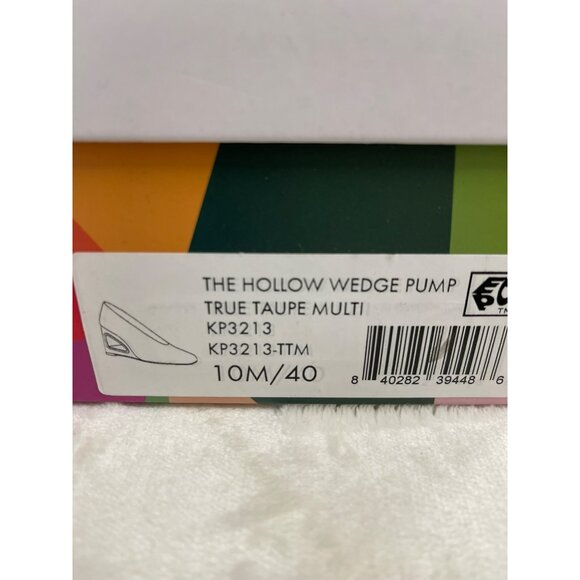 THE HOLLOW WEDGE PUMP
TRUE TAUPE MULTI
KP3213
KP3213-TTM
10M/40
8 40282 39448 6